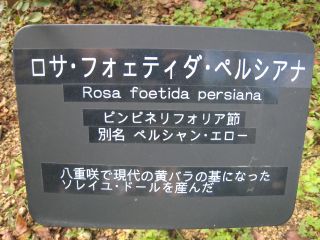 ロサ・フォェティダ・ペルシアナ
Rosa foetida persiana
ピンピネリフォリア節
別名 ペルシャン・エロー
八重咲で現代の黄バラの基になった
ソレイユ・ドールを産んだ